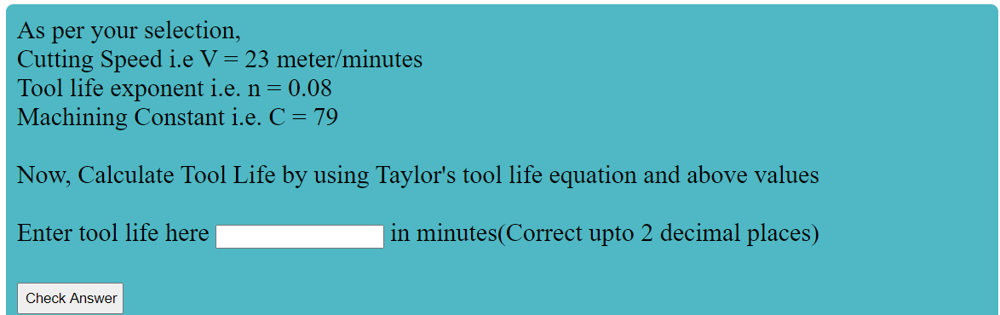 As per your selection,
Cutting Speed i.e V = 23 meter/minutes
Tool life exponent i.e. n = 0.08
Machining Constant i.e. C = 79
Now, Calculate Tool Life by using Taylor's tool life equation and above values
Enter tool life here in minutes(Correct upto 2 decimal places)
Check Answer